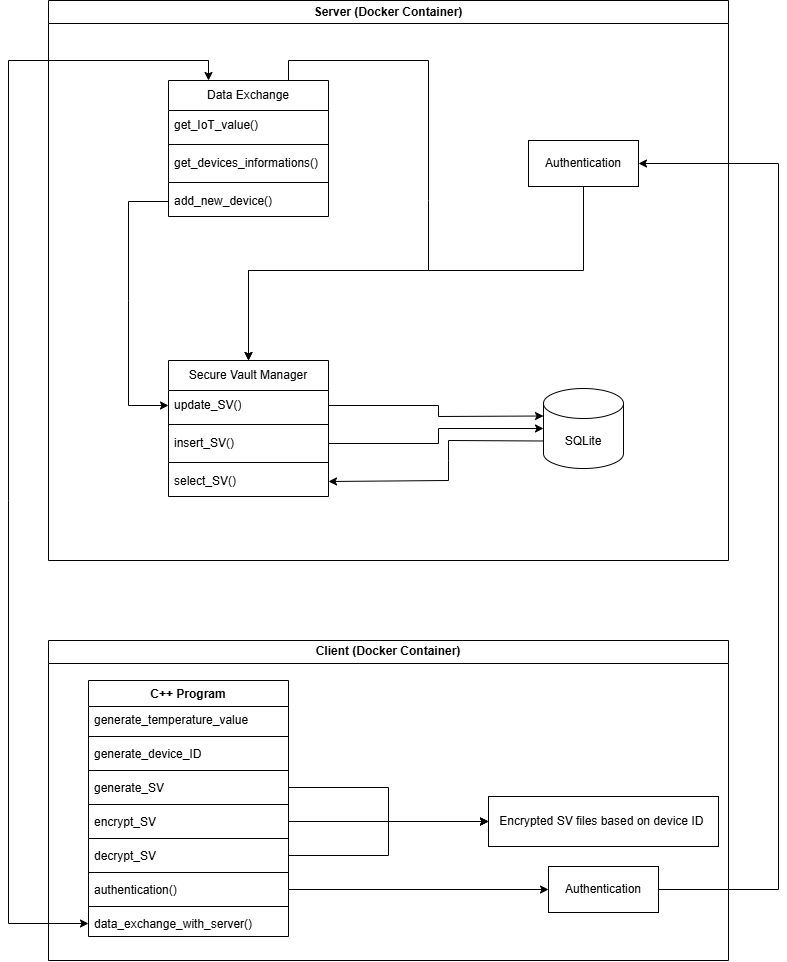 Server (Docker Container)
Data Exchange
get_IoT_value()
get_devices_informations()
add_new_device()
Authentication
Secure Vault Manager
update_SV()
insert_SV()
select_SV()
SQLite
Client (Docker Container)
C++ Program
generate_temperature_value
generate_device_ID
generate_SV
encrypt_SV
decrypt_SV
authentication()
data_exchange_with_server()
Encrypted SV files based on device ID
Authentication